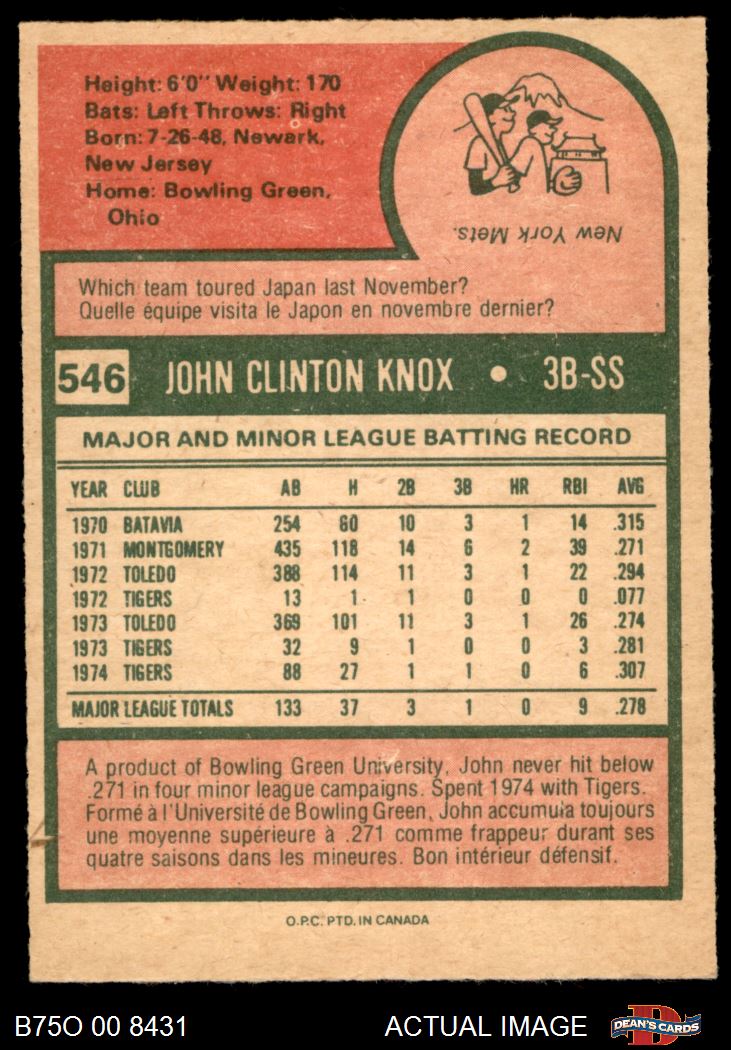 Height: 6'0" Weight: 170
Bats: Left Throws: Right
Born: 7-26-48, Newark,
New Jersey
Home: Bowling Green,
Ohio
New York Mets.
Which team toured Japan last November?
Quelle équipe visita le Japon en novembre dernier?
546 JOHN CLINTON KNOX • 3B-SS
MAJOR AND MINOR LEAGUE BATTING RECORD
YEAR CLUB AB H 2B 3B HR RBI AVG
1970 BATAVIA 254 80 10 3 1 14 .315
1971 MONTGOMERY 435 118 14 6 2 39 .271
1972 TOLEDO 388 114 11 3 1 22 .294
1972 TIGERS 13 1 1 0 0 0 .077
1973 TOLEDO 369 101 11 3 1 26 .274
1973 TIGERS 32 9 1 0 0 3 .281
1974 TIGERS 88 27 1 1 0 6 .307
MAJOR LEAGUE TOTALS 133 37 3 1 0 9 .278
A product of Bowling Green University, John never hit below
.271 in four minor league campaigns. Spent 1974 with Tigers.
Formé à l'Université de Bowling Green, John accumula toujours
une moyenne supérieure à .271 comme frappeur durant ses
quatre saisons dans les mineures. Bon intérieur défensif.
O.P.C. PTD. IN CANADA
B75O 00 8431 ACTUAL IMAGE D DEAN'S CARDS